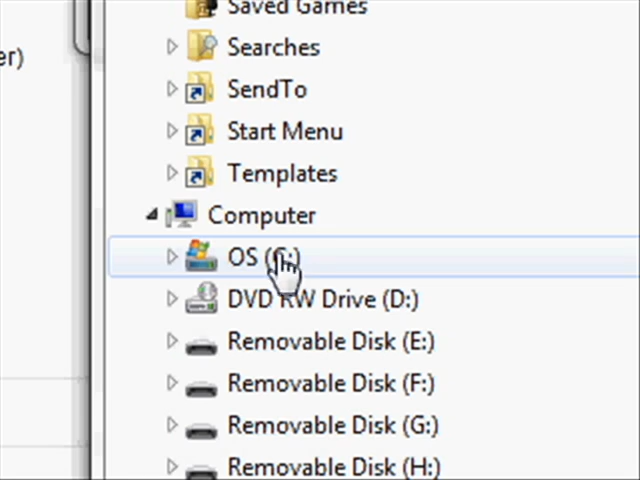 er)
Saved Games
Searches
SendTo
Start Menu
Templates
Computer
OS (C:)
DVD RW Drive (D:)
Removable Disk (E:)
Removable Disk (F:)
Removable Disk (G:)
Removable Disk (H:)